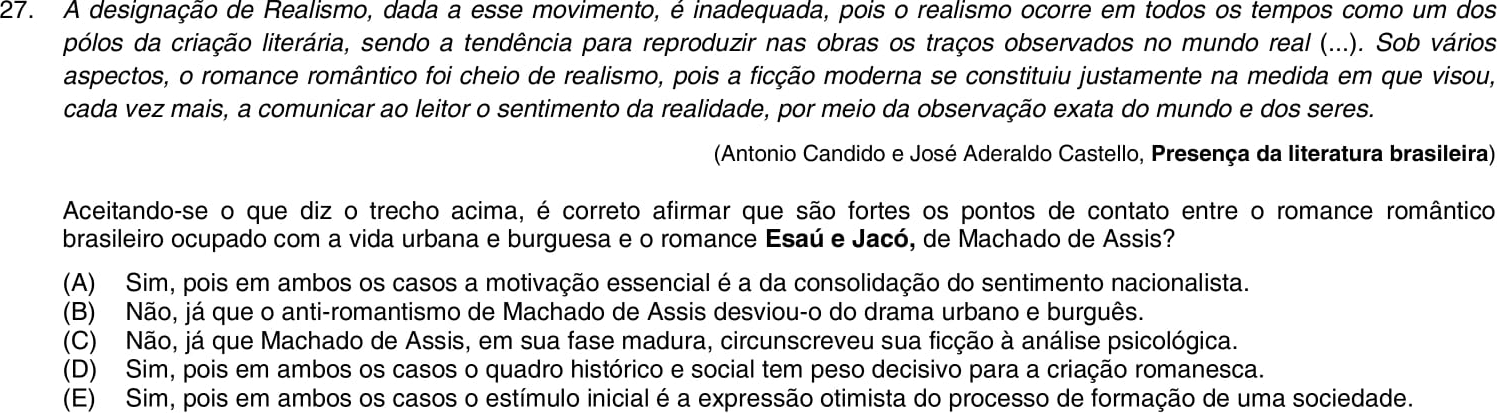 27. A designação de Realismo, dada a esse movimento, é inadequada, pois o realismo ocorre em todos os tempos como um dos
pólos da criação literária, sendo a tendência para reproduzir nas obras os traços observados no mundo real (...). Sob vários
aspectos, o romance romântico foi cheio de realismo, pois a ficção moderna se constituiu justamente na medida em que visou,
cada vez mais, a comunicar ao leitor o sentimento da realidade, por meio da observação exata do mundo e dos seres.
(Antonio Candido e José Aderaldo Castello, Presença da literatura brasileira)
Aceitando-se o que diz o trecho acima, é correto afirmar que são fortes os pontos de contato entre o romance romântico
brasileiro ocupado com a vida urbana e burguesa e o romance Esaú e Jacó, de Machado de Assis?
(A) Sim, pois em ambos os casos a motivação essencial é a da consolidação do sentimento nacionalista.
(B) Não, já que o anti-romantismo de Machado de Assis desviou-o do drama urbano e burguês.
(C) Não, já que Machado de Assis, em sua fase madura, circunscreveu sua ficção à análise psicológica.
(D) Sim, pois em ambos os casos o quadro histórico e social tem peso decisivo para a criação romanesca.
(E) Sim, pois em ambos os casos o estímulo inicial é a expressão otimista do processo de formação de uma sociedade.